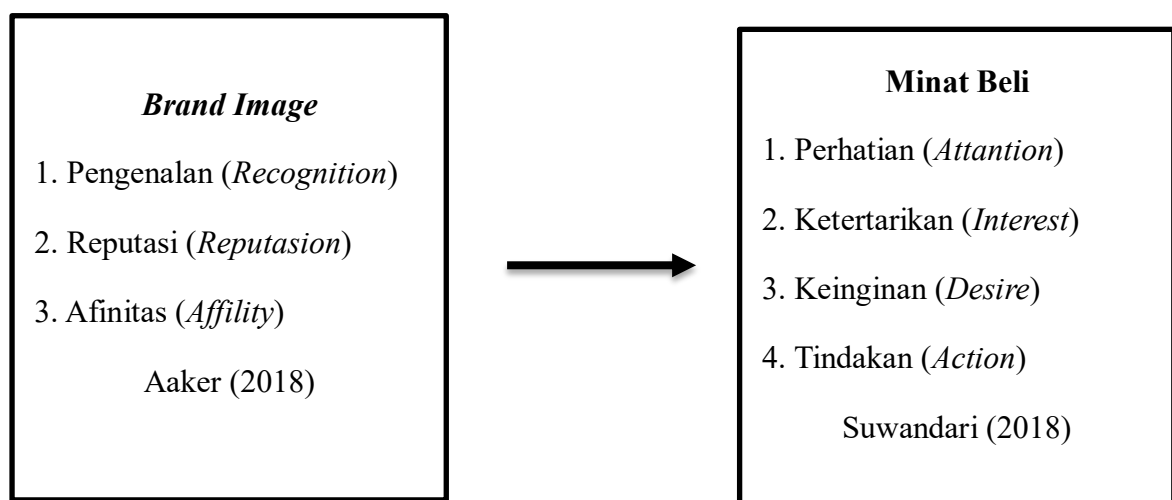 Brand Image
1. Pengenalan (Recognition)
2. Reputasi (Reputasion)
3. Afinitas (Affility)
Aaker (2018)
Minat Beli
1. Perhatian (Attantion)
2. Ketertarikan (Interest)
3. Keinginan (Desire)
4. Tindakan (Action)
Suwandari (2018)